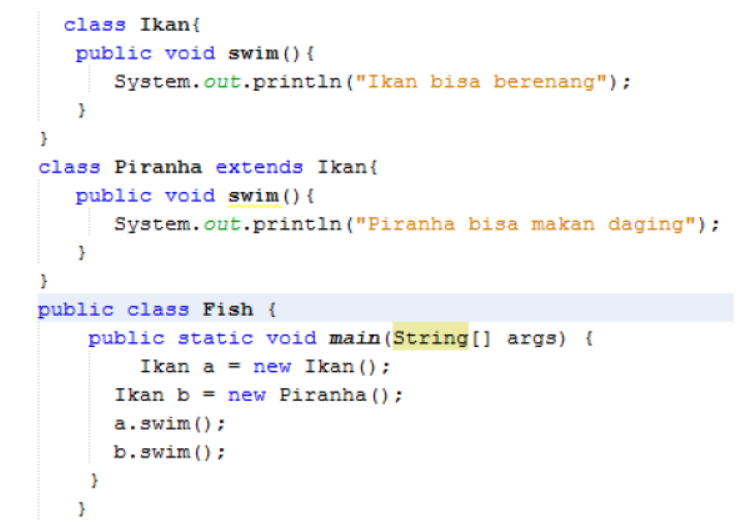 class Ikan{
public void swim(){
System.out.println("Ikan bisa berenang");
}
}
class Piranha extends Ikan{
public void swim(){
System.out.println("Piranha bisa makan daging");
}
}
public class Fish {
public static void main(String[] args) {
Ikan a = new Ikan();
Ikan b = new Piranha();
a.swim();
b.swim();
}
}